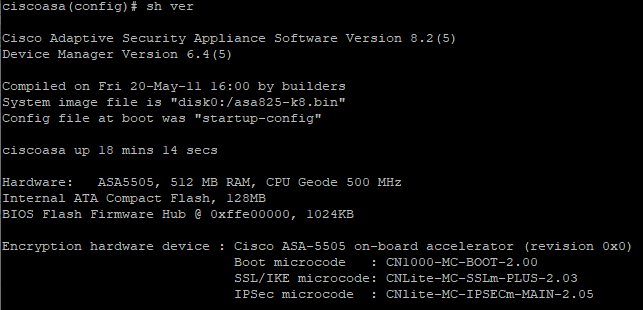 ciscoasa(config)# sh ver
Cisco Adaptive Security Appliance Software Version 8.2(5)
Device Manager Version 6.4(5)
Compiled on Fri 20-May-11 16:00 by builders
System image file is "disk0:/asa825-k8.bin"
Config file at boot was "startup-config"
ciscoasa up 18 mins 14 secs
Hardware:   ASA5505, 512 MB RAM, CPU Geode 500 MHz
Internal ATA Compact Flash, 128MB
BIOS Flash Firmware Hub @ 0xffe00000, 1024KB
Encryption hardware device : Cisco ASA-5505 on-board accelerator (revision 0x0)
                             Boot microcode   : CN1000-MC-BOOT-2.00
                             SSL/IKE microcode: CNLite-MC-SSLm-PLUS-2.03
                             IPSec microcode  : CNlite-MC-IPSECm-MAIN-2.05